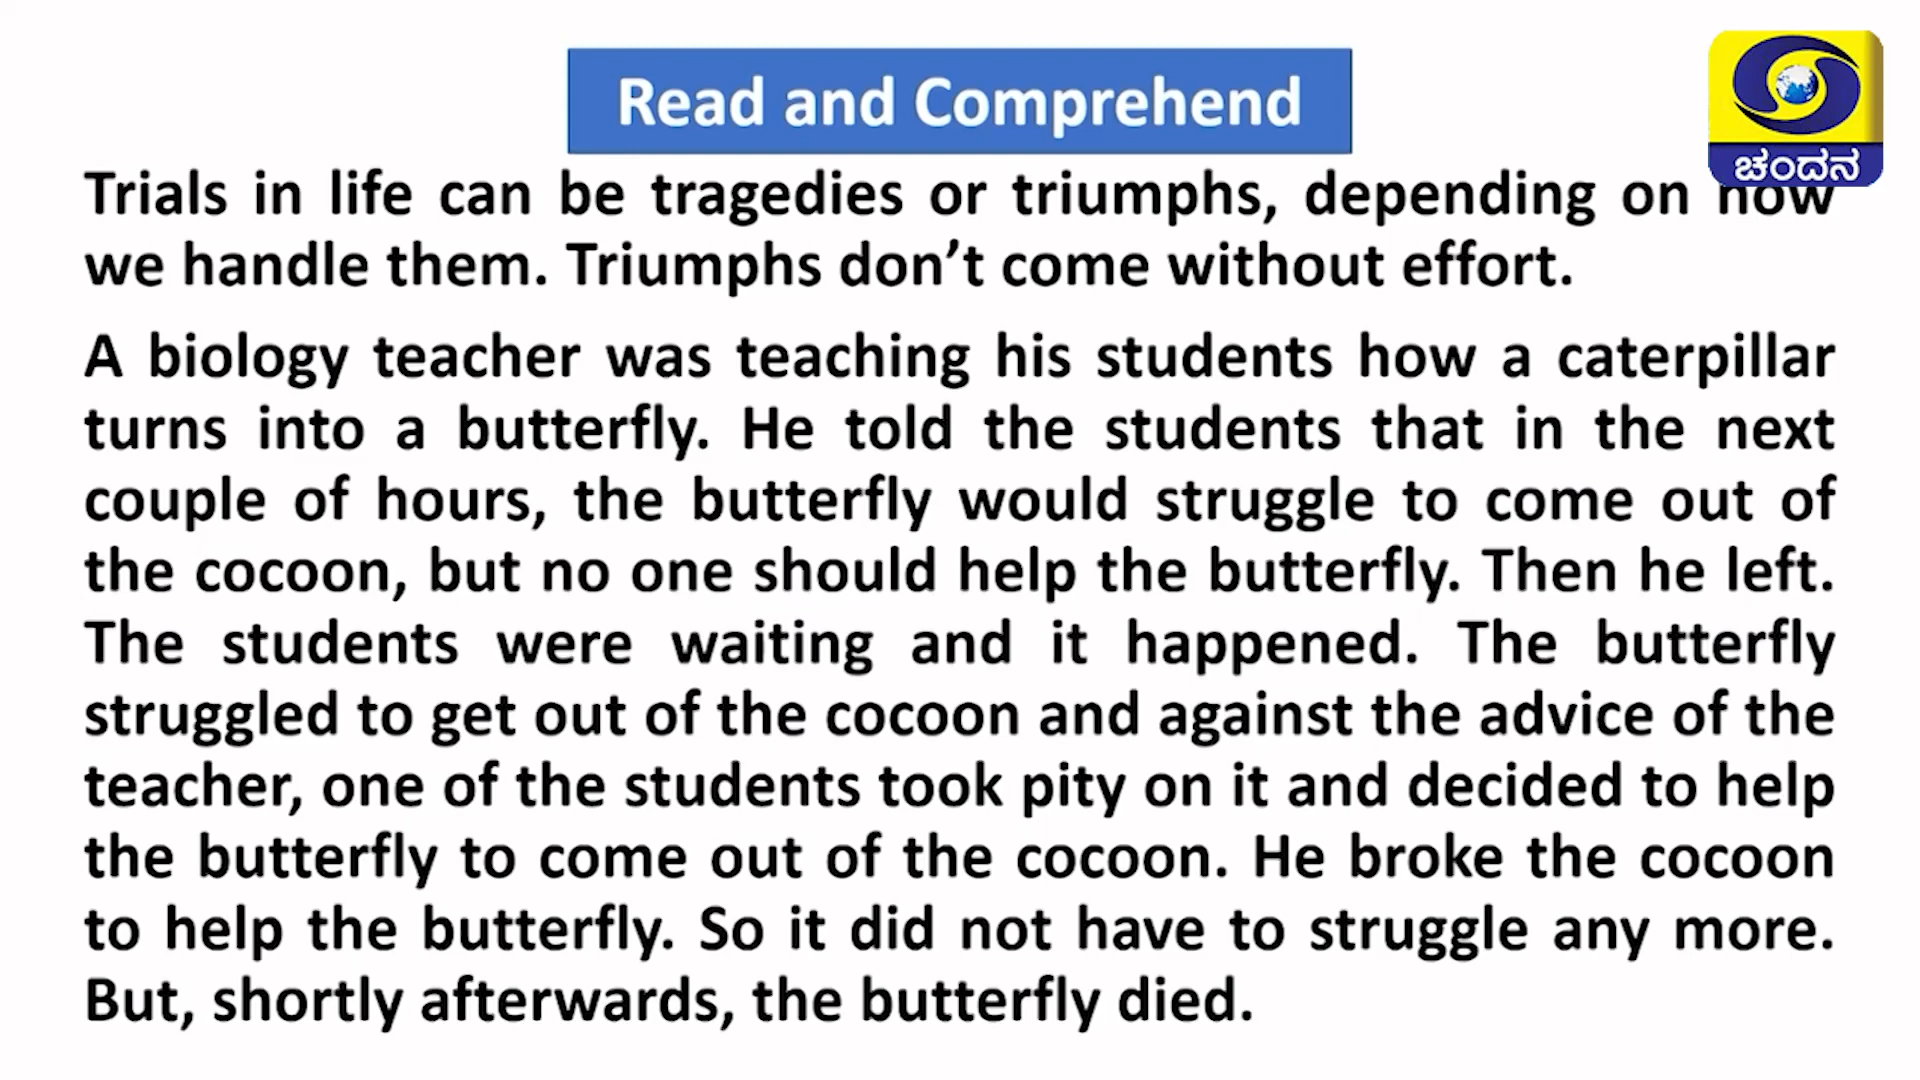 Read and Comprehend
ಚಂದನ
Trials in life can be tragedies or triumphs, depending on how
we handle them. Triumphs don’t come without effort.
A biology teacher was teaching his students how a caterpillar
turns into a butterfly. He told the students that in the next
couple of hours, the butterfly would struggle to come out of
the cocoon, but no one should help the butterfly. Then he left.
The students were waiting and it happened. The butterfly
struggled to get out of the cocoon and against the advice of the
teacher, one of the students took pity on it and decided to help
the butterfly to come out of the cocoon. He broke the cocoon
to help the butterfly. So it did not have to struggle any more.
But, shortly afterwards, the butterfly died.